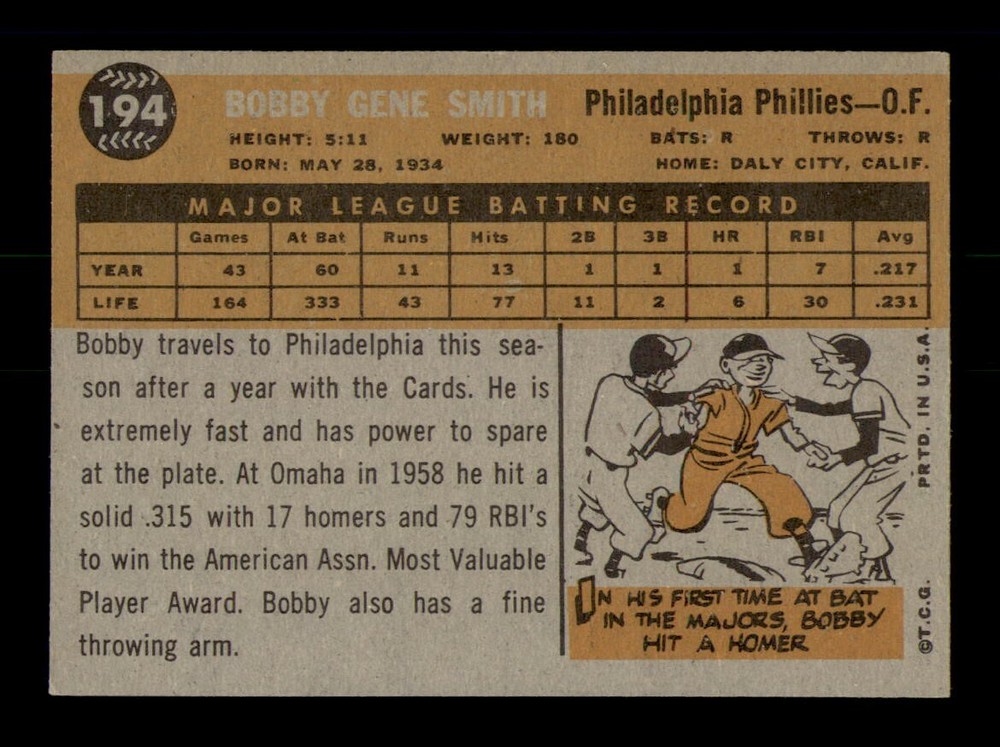 194
BOBBY GENE SMITH Philadelphia Phillies—O.F.
HEIGHT: 5:11 WEIGHT: 180 BATS: R THROWS: R
BORN: MAY 28, 1934 HOME: DALY CITY, CALIF.
MAJOR LEAGUE BATTING RECORD
Games At Bat Runs Hits 2B 3B HR RBI Avg
YEAR 43 60 11 13 1 1 1 7 .217
LIFE 164 333 43 77 11 2 6 30 .231
Bobby travels to Philadelphia this sea-
son after a year with the Cards. He is
extremely fast and has power to spare
at the plate. At Omaha in 1958 he hit a
solid .315 with 17 homers and 79 RBI's
to win the American Assn. Most Valuable
Player Award. Bobby also has a fine
throwing arm.
IN HIS FIRST TIME AT BAT
IN THE MAJORS, BOBBY
HIT A HOMER
©T.C.G. PRTD. IN U.S.A.